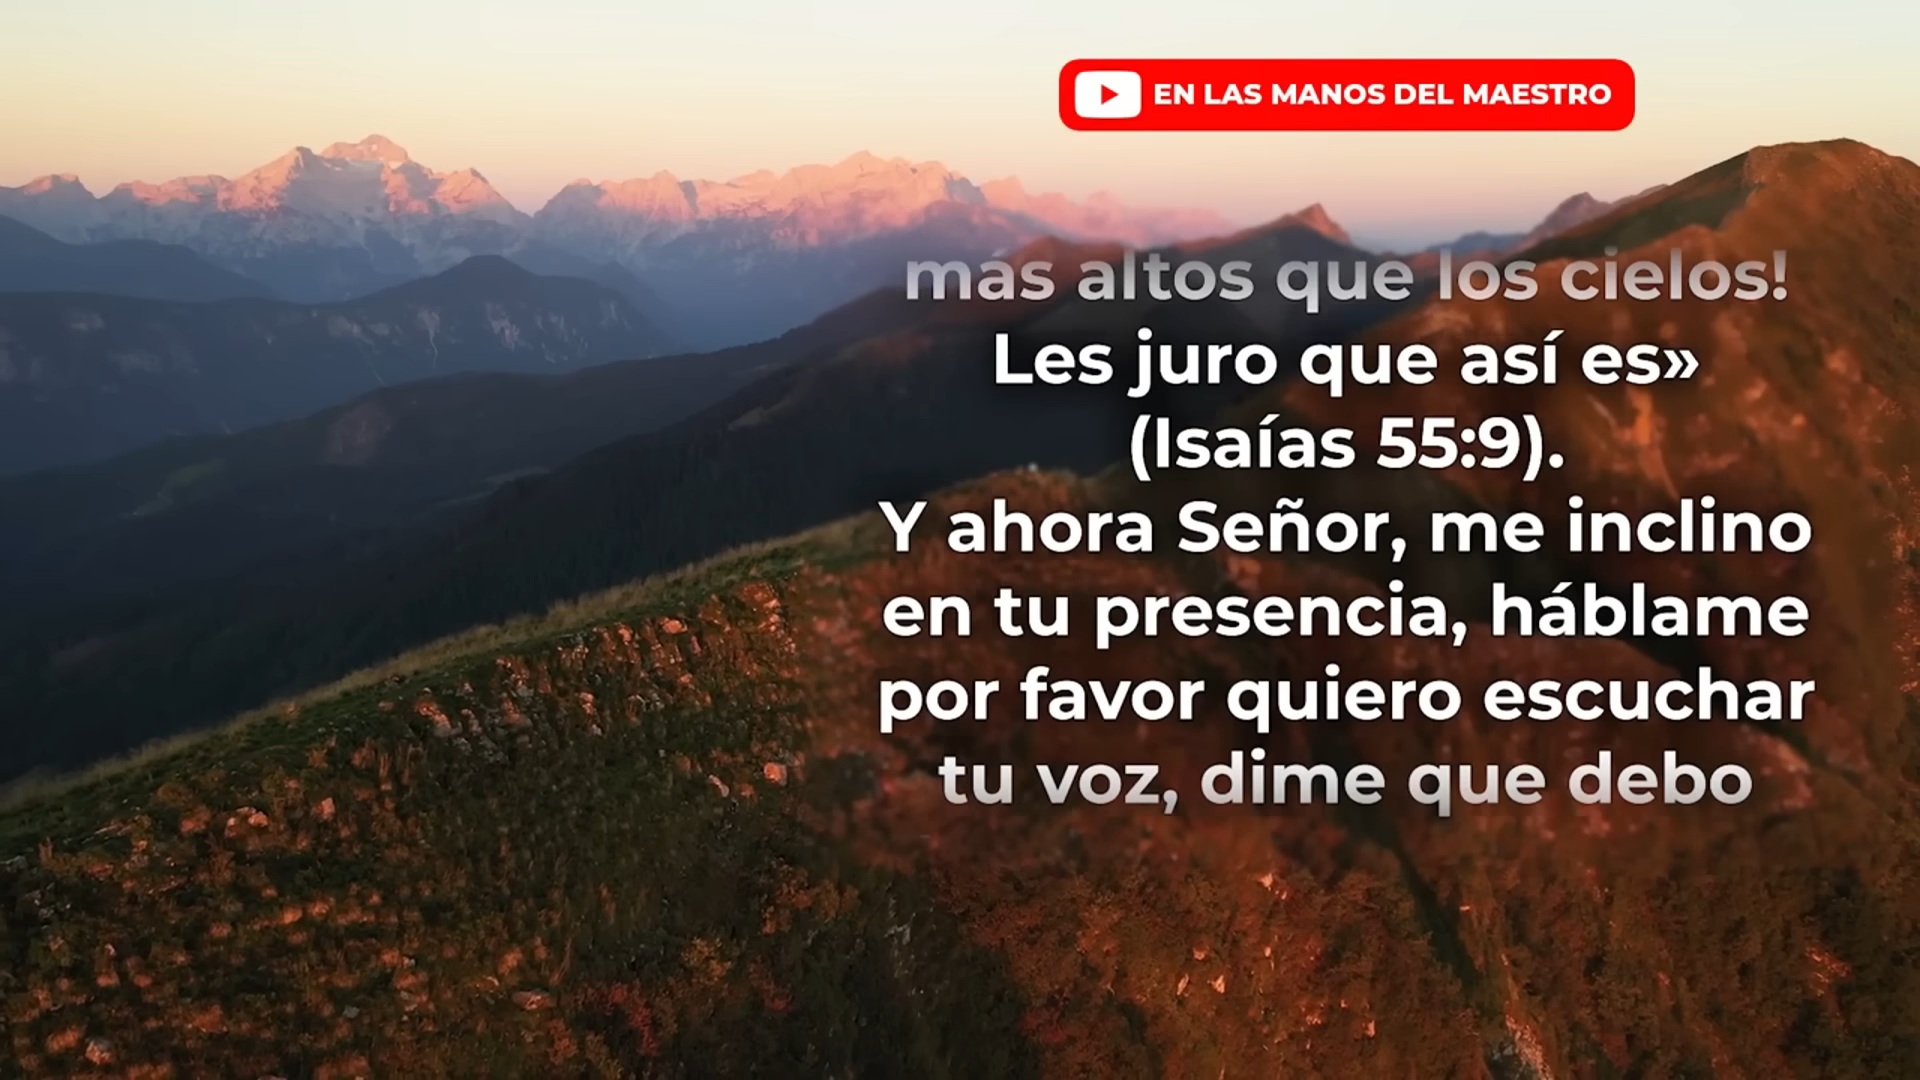 EN LAS MANOS DEL MAESTRO
mas altos que los cielos!
Les juro que así es»
(Isaías 55:9).
Y ahora Señor, me inclino
en tu presencia, háblame
por favor quiero escuchar
tu voz, dime que debo